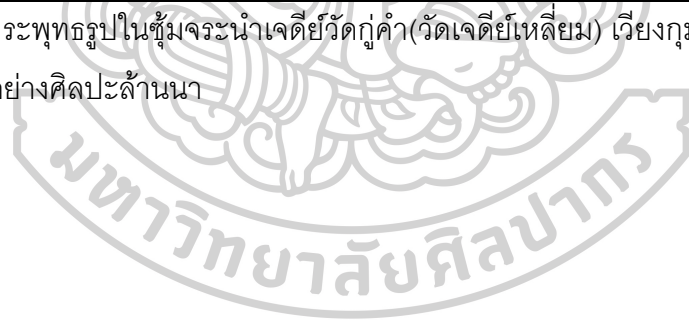 ระพุทธรูปในซุ้มจระนำเจดีย์วัดกู่คำ(วัดเจดีย์เหลี่ยม) เวียงกุม
ย่างศิลปะล้านนา
มหาวิทยาลัยศิลปากร